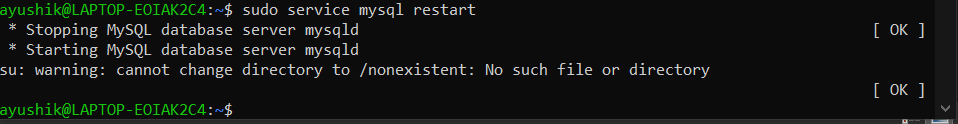 ayushik@LAPTOP-EOIAK2C4:~$ sudo service mysql restart
 * Stopping MySQL database server mysqld [ OK ]
 * Starting MySQL database server mysqld
su: warning: cannot change directory to /nonexistent: No such file or directory
[ OK ]
ayushik@LAPTOP-EOIAK2C4:~$